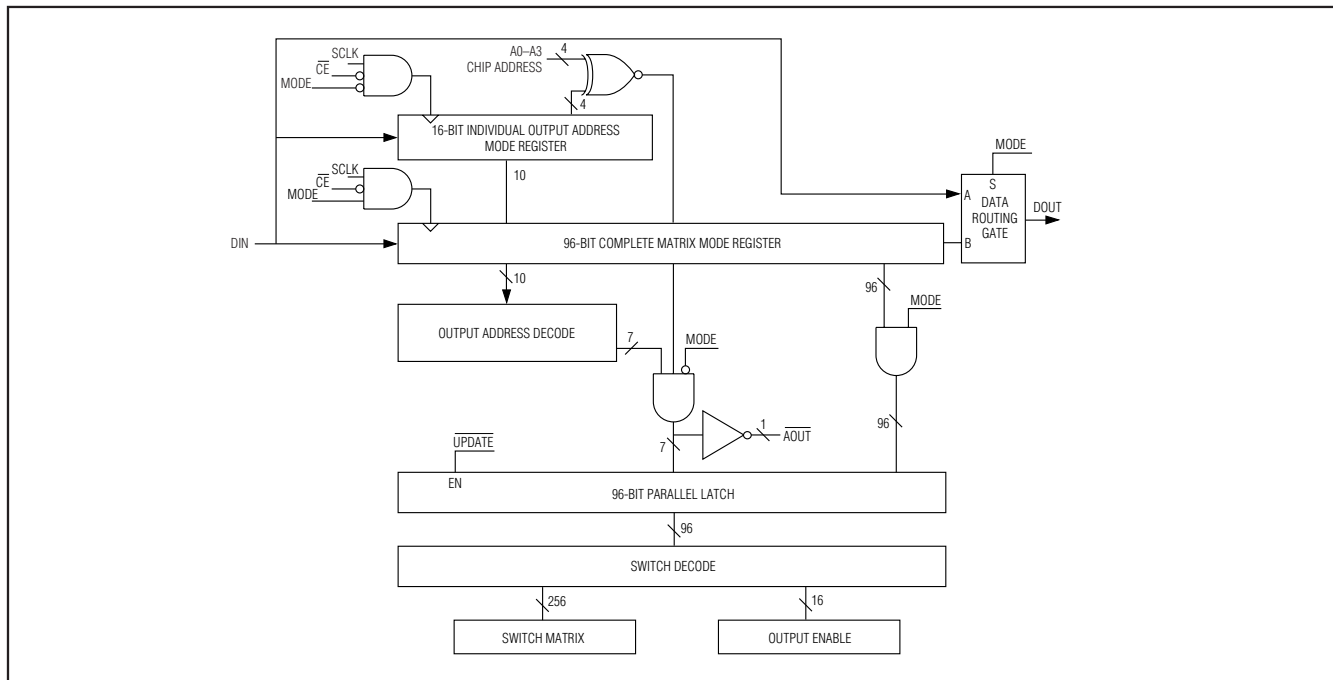 SCLK
CE
MODE
A0–A3
CHIP ADDRESS
4
4
16-BIT INDIVIDUAL OUTPUT ADDRESS
MODE REGISTER
SCLK
CE
MODE
10
MODE
S
A
DATA
ROUTING
GATE
B
DOUT
DIN
96-BIT COMPLETE MATRIX MODE REGISTER
10
96
MODE
OUTPUT ADDRESS DECODE
7
MODE
96
1
AOUT
7
UPDATE
EN
96-BIT PARALLEL LATCH
96
SWITCH DECODE
256
16
SWITCH MATRIX
OUTPUT ENABLE